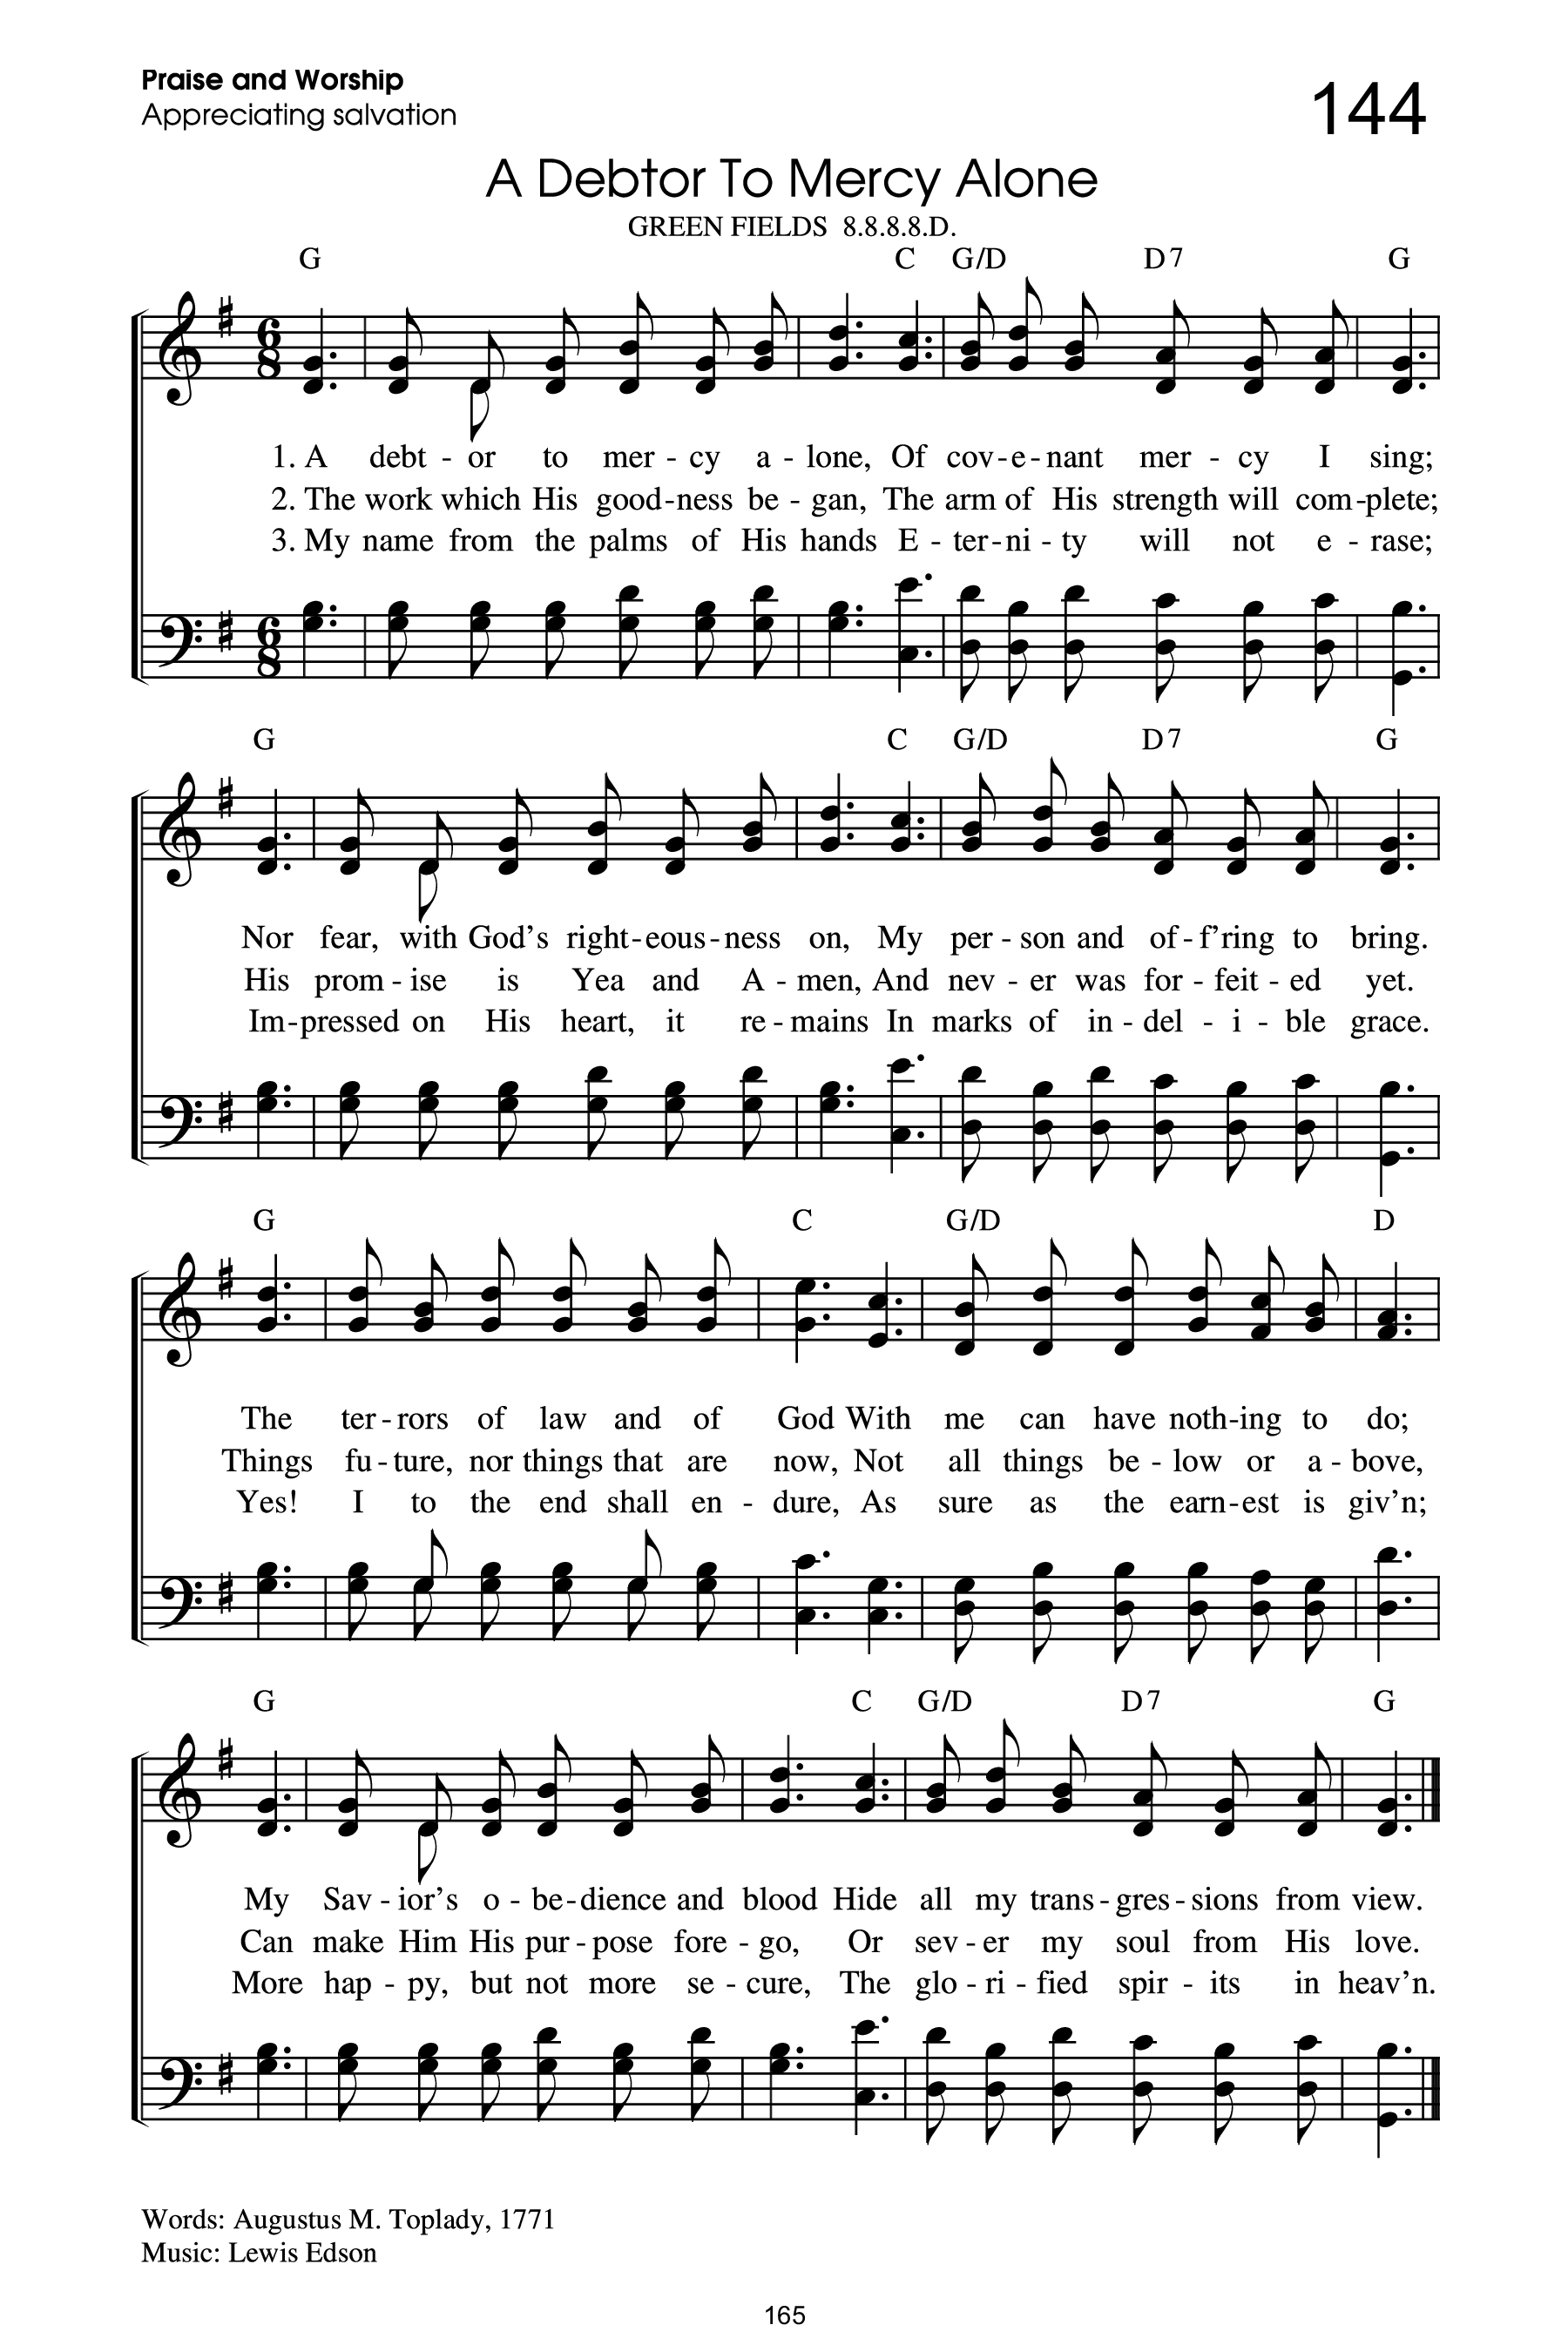 Praise and Worship
Appreciating salvation
144
A Debtor To Mercy Alone
GREEN FIELDS 8.8.8.8.D.
G C G/D D7 G
6 8
1. A debt - or to mer - cy a - lone, Of cov - e - nant mer - cy I sing;
2. The work which His good - ness be - gan, The arm of His strength will com - plete;
3. My name from the palms of His hands E - ter - ni - ty will not e - rase;
6 8
G C G/D D7 G
Nor fear, with God's right - eous - ness on, My per - son and of - f'ring to bring.
His prom - ise is Yea and A - men, And nev - er was for - feit - ed yet.
Im - pressed on His heart, it re - mains In marks of in - del - i - ble grace.
G C G/D D
The ter - rors of law and of God With me can have noth - ing to do;
Things fu - ture, nor things that are now, Not all things be - low or a - bove,
Yes! I to the end shall en - dure, As sure as the earn - est is giv'n;
G C G/D D7 G
My Sav - ior's o - be - dience and blood Hide all my trans - gres - sions from view.
Can make Him His pur - pose fore - go, Or sev - er my soul from His love.
More hap - py, but not more se - cure, The glo - ri - fied spir - its in heav'n.
Words: Augustus M. Toplady, 1771
Music: Lewis Edson
165